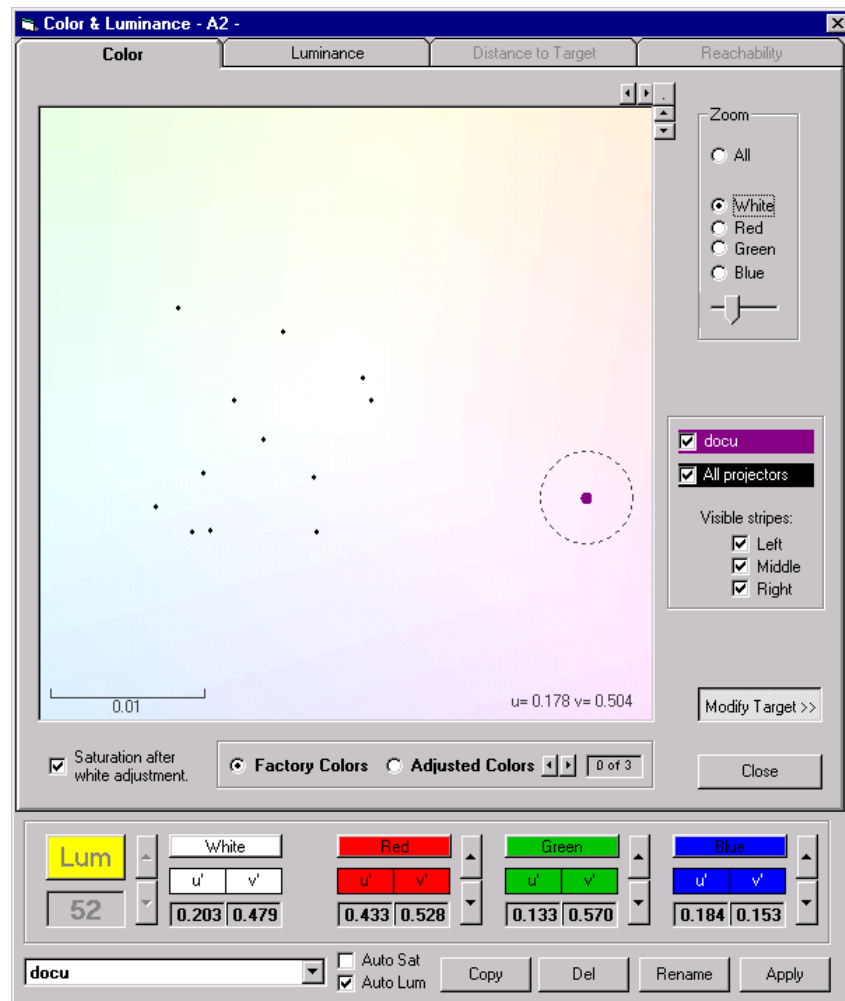 Color & Luminance - A2 -
Color Luminance Distance to Target Reachability
Zoom
All
White
Red
Green
Blue
docu
All projectors
Visible stripes:
Left
Middle
Right
0.01
u= 0.178 v= 0.504
Modify Target >>
Saturation after
white adjustment.
Factory Colors Adjusted Colors 0 of 3
Close
Lum White Red Green Blue
u' v' u' v' u' v' u' v'
52 0.203 0.479 0.433 0.528 0.133 0.570 0.184 0.153
docu
Auto Sat
Auto Lum
Copy Del Rename Apply